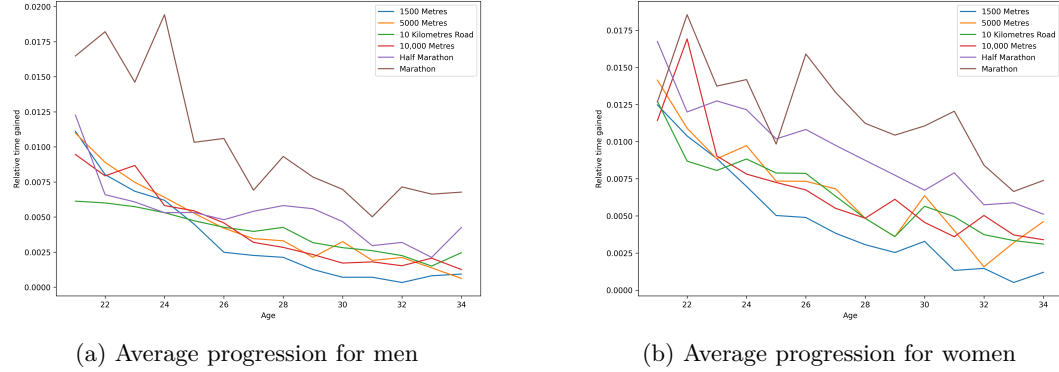 0.0200
0.0175
0.0150
0.0125
0.0100
0.0075
0.0050
0.0025
0.0000
Relative time gained
22 24 26 28 30 32 34
Age
1500 Metres
5000 Metres
10 Kilometres Road
10,000 Metres
Half Marathon
Marathon
(a) Average progression for men
0.0175
0.0150
0.0125
0.0100
0.0075
0.0050
0.0025
0.0000
Relative time gained
22 24 26 28 30 32 34
Age
1500 Metres
5000 Metres
10 Kilometres Road
10,000 Metres
Half Marathon
Marathon
(b) Average progression for women